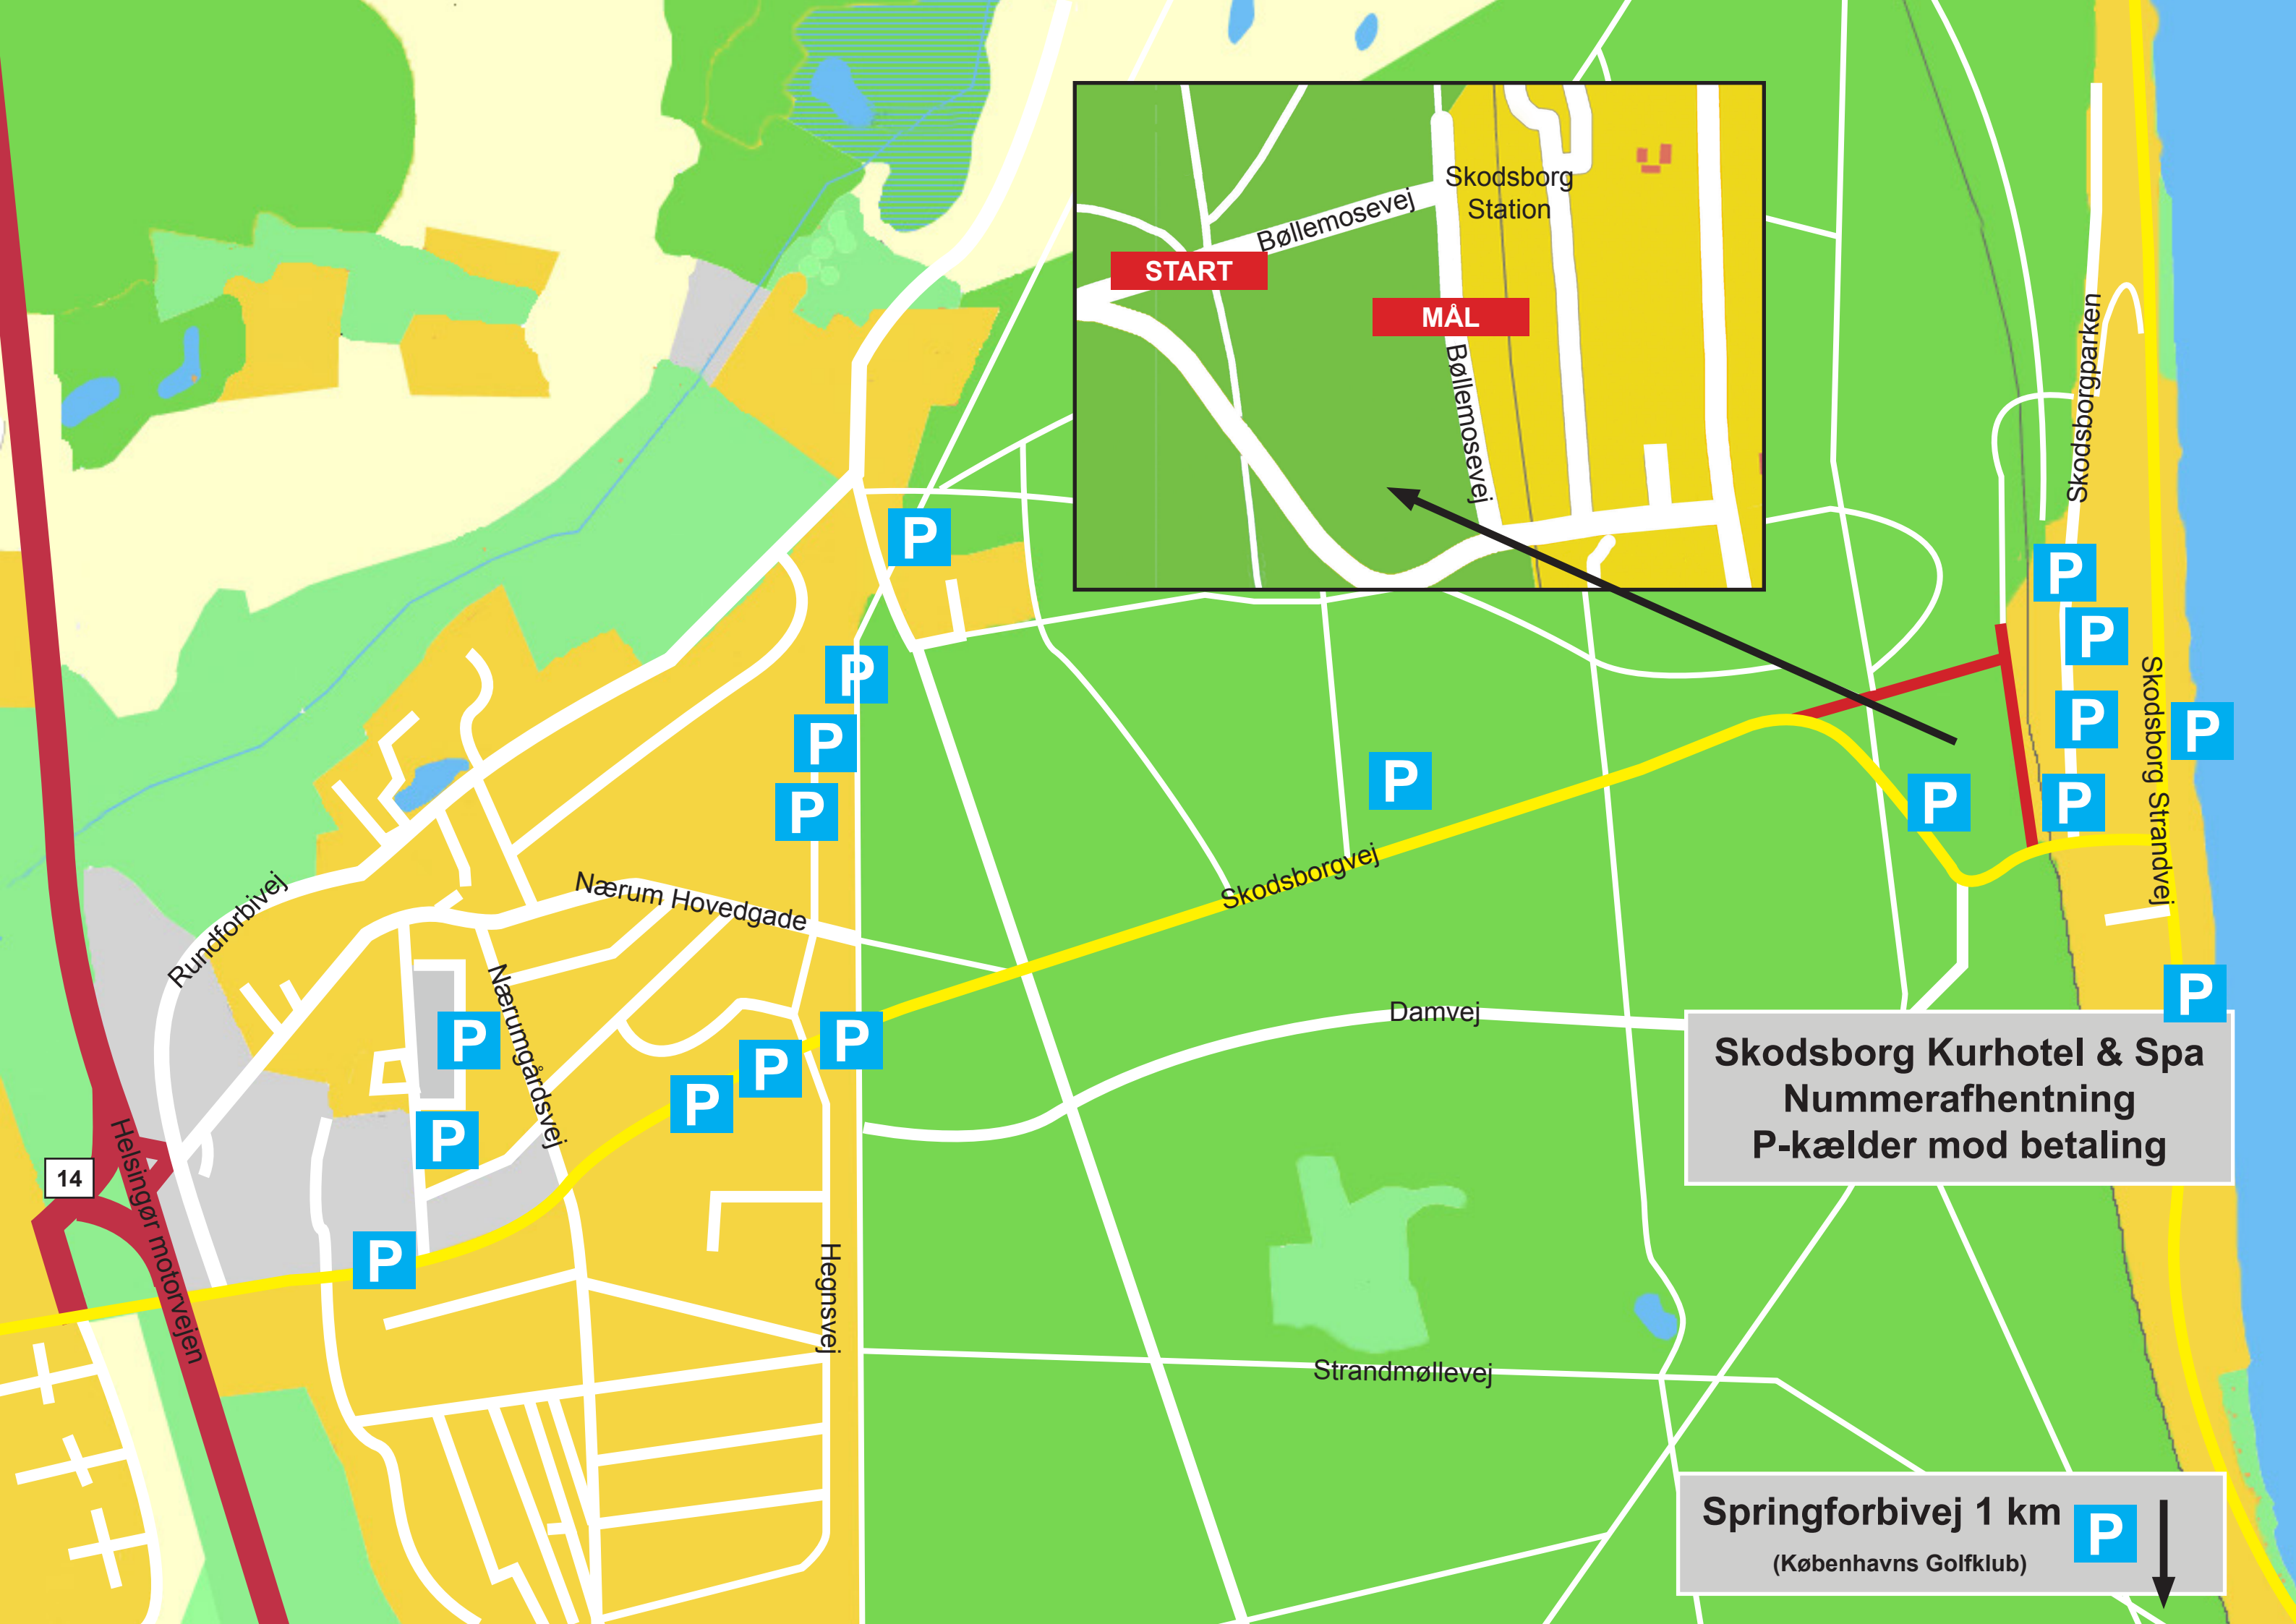 Skodsborg
Station
Bøllemosevej
START
MÅL
Bøllemosevej
Skodsborgparken
P
P
P
P
P
P
P
P
P
P
P
Skodsborg Strandvej
Skodsborgvej
Nærum Hovedgade
Rundforbivej
Nærumgårdsvej
P
Damvej
P
P
P
P
P
Skodsborg Kurhotel & Spa
Nummerafhentning
P-kælder mod betaling
14
Helsingør motorvejen
P
Hegnsvej
Strandmøllevej
Springforbivej 1 km
P
(Københavns Golfklub)